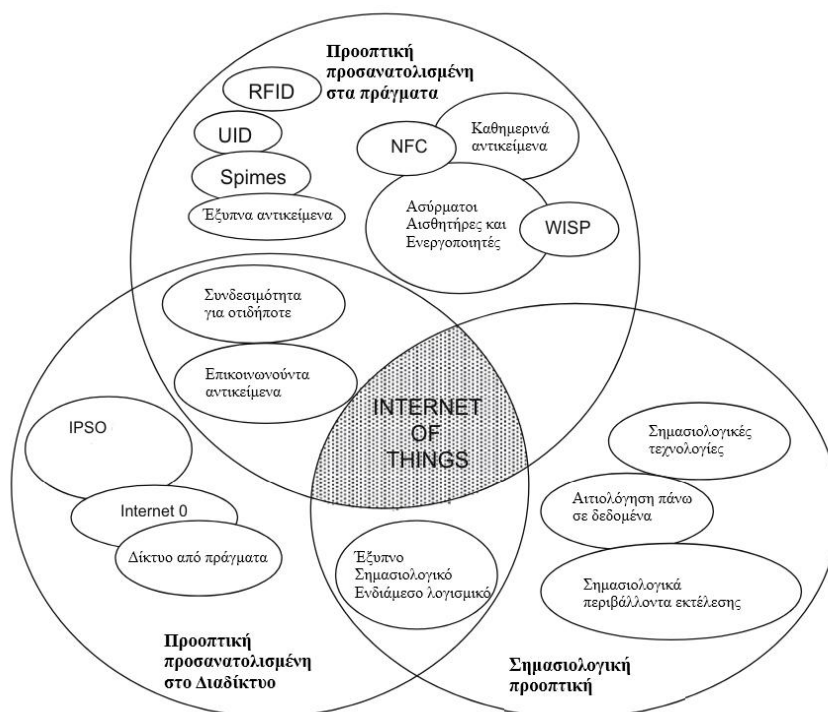 Προοπτική
προσανατολισμένη
στα πράγματα
RFID
UID
Spimes
Έξυπνα αντικείμενα
NFC
Καθημερινά
αντικείμενα
Ασύρματοι
Αισθητήρες και
Ενεργοποιητές
WISP
Συνδεσιμότητα
για οτιδήποτε
Επικοινωνούντα
αντικείμενα
INTERNET
OF
THINGS
IPSO
Internet 0
Δίκτυο από πράγματα
Σημασιολογικές
τεχνολογίες
Αιτιολόγηση πάνω
σε δεδομένα
Σημασιολογικά
περιβάλλοντα εκτέλεσης
Έξυπνο
Σημασιολογικό
Ενδιάμεσο λογισμικό
Προοπτική
προσανατολισμένη
στο Διαδίκτυο
Σημασιολογική
προοπτική